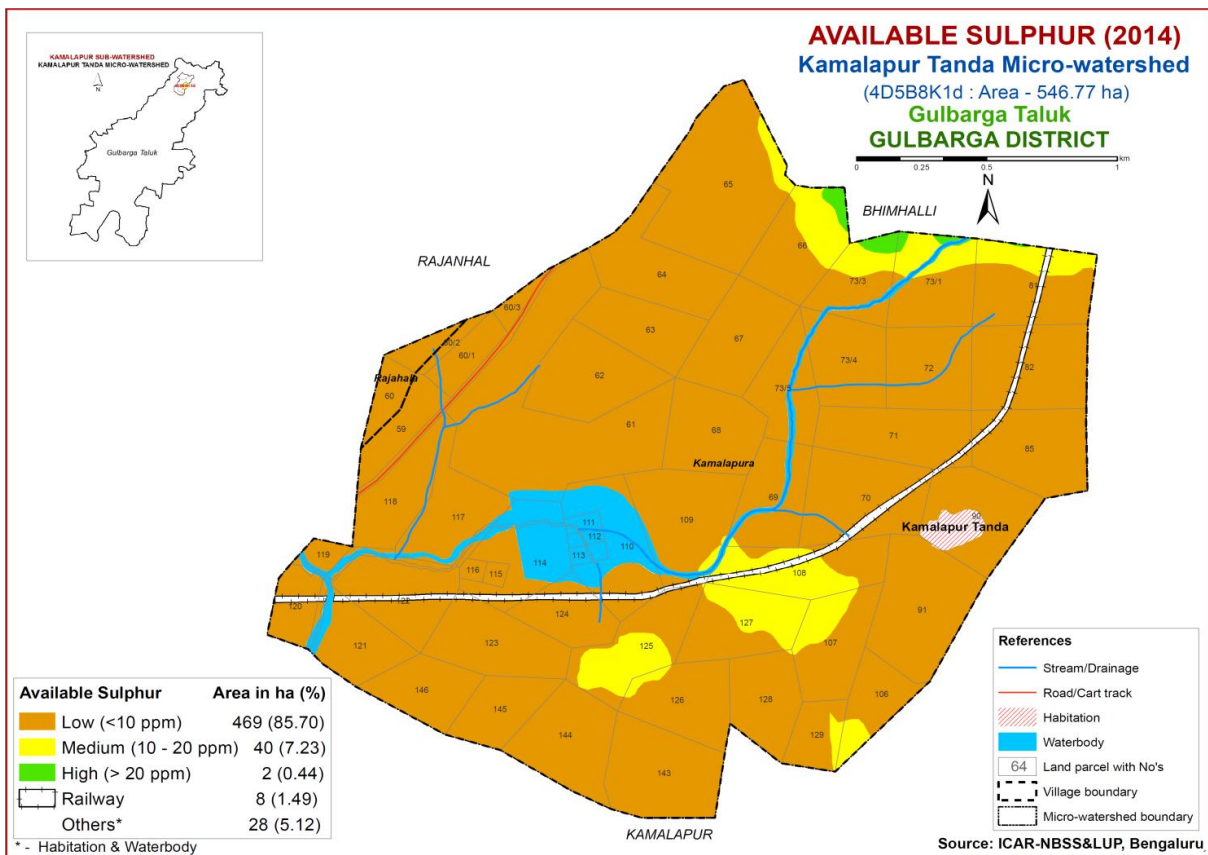 AVAILABLE SULPHUR (2014)
Kamalapur Tanda Micro-watershed
(4D5B8K1d : Area - 546.77 ha)
Gulbarga Taluk
GULBARGA DISTRICT
0 0.25 0.5 1 km
N
KAMALAPUR SUB-WATERSHED
KAMALAPUR TANDA MICRO-WATERSHED
N
Gulbarga Taluk
BHIMHALLI
RAJANHAL
65
66
64
73/3
73/1
81
60/3
63
67
60/2
60/1
73/4
72
82
Rajahala
60
62
73/5
59
61
68
71
85
Kamalapura
118
117
109
69
70
90
Kamalapur Tanda
111
112
110
113
114
119
116
115
108
120
122
124
127
91
121
123
125
107
146
126
128
106
145
144
129
143
KAMALAPUR
Available Sulphur Area in ha (%)
Low (<10 ppm) 469 (85.70)
Medium (10 - 20 ppm) 40 (7.23)
High (> 20 ppm) 2 (0.44)
Railway 8 (1.49)
Others* 28 (5.12)
* - Habitation & Waterbody
References
Stream/Drainage
Road/Cart track
Habitation
Waterbody
64 Land parcel with No's
Village boundary
Micro-watershed boundary
Source: ICAR-NBSS&LUP, Bengaluru